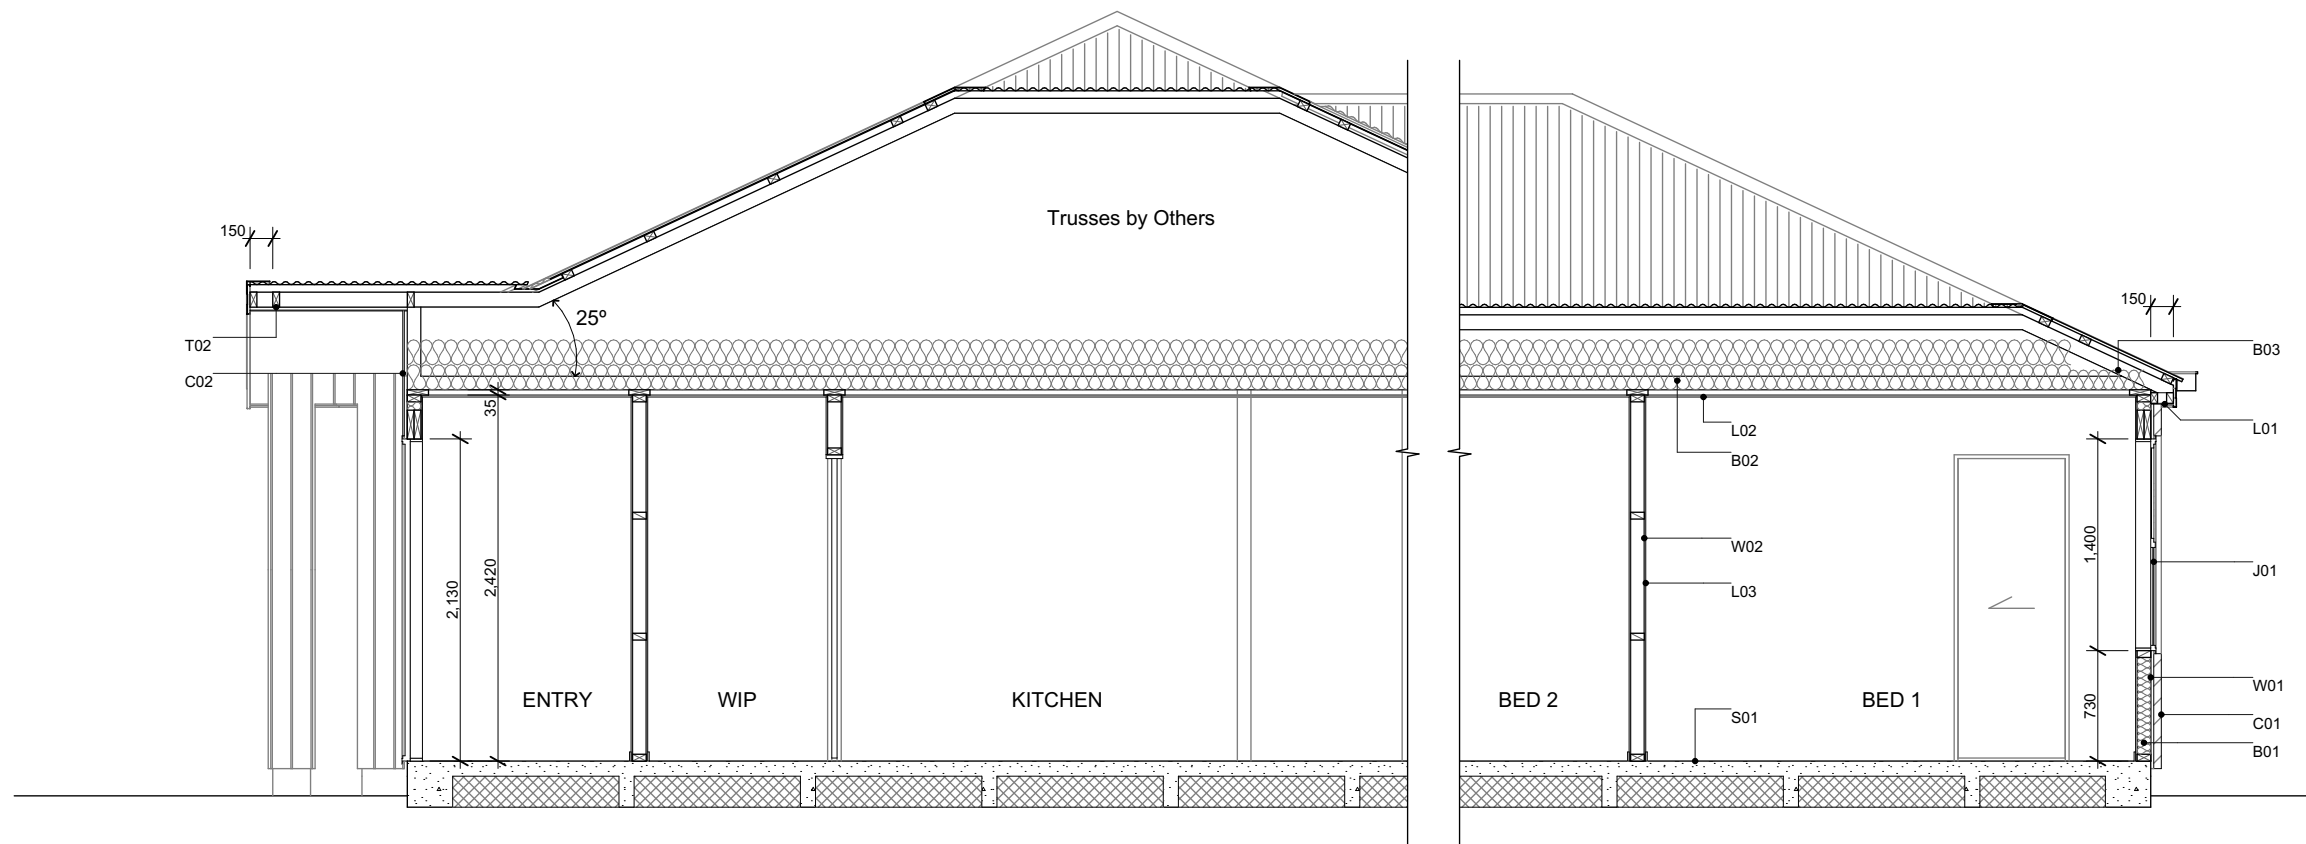 Trusses by Others
150
25º
150
T02
B03
C02
35
L02
L01
B02
2,130
2,420
W02
1,400
J01
L03
ENTRY
WIP
KITCHEN
BED 2
BED 1
W01
730
S01
C01
B01